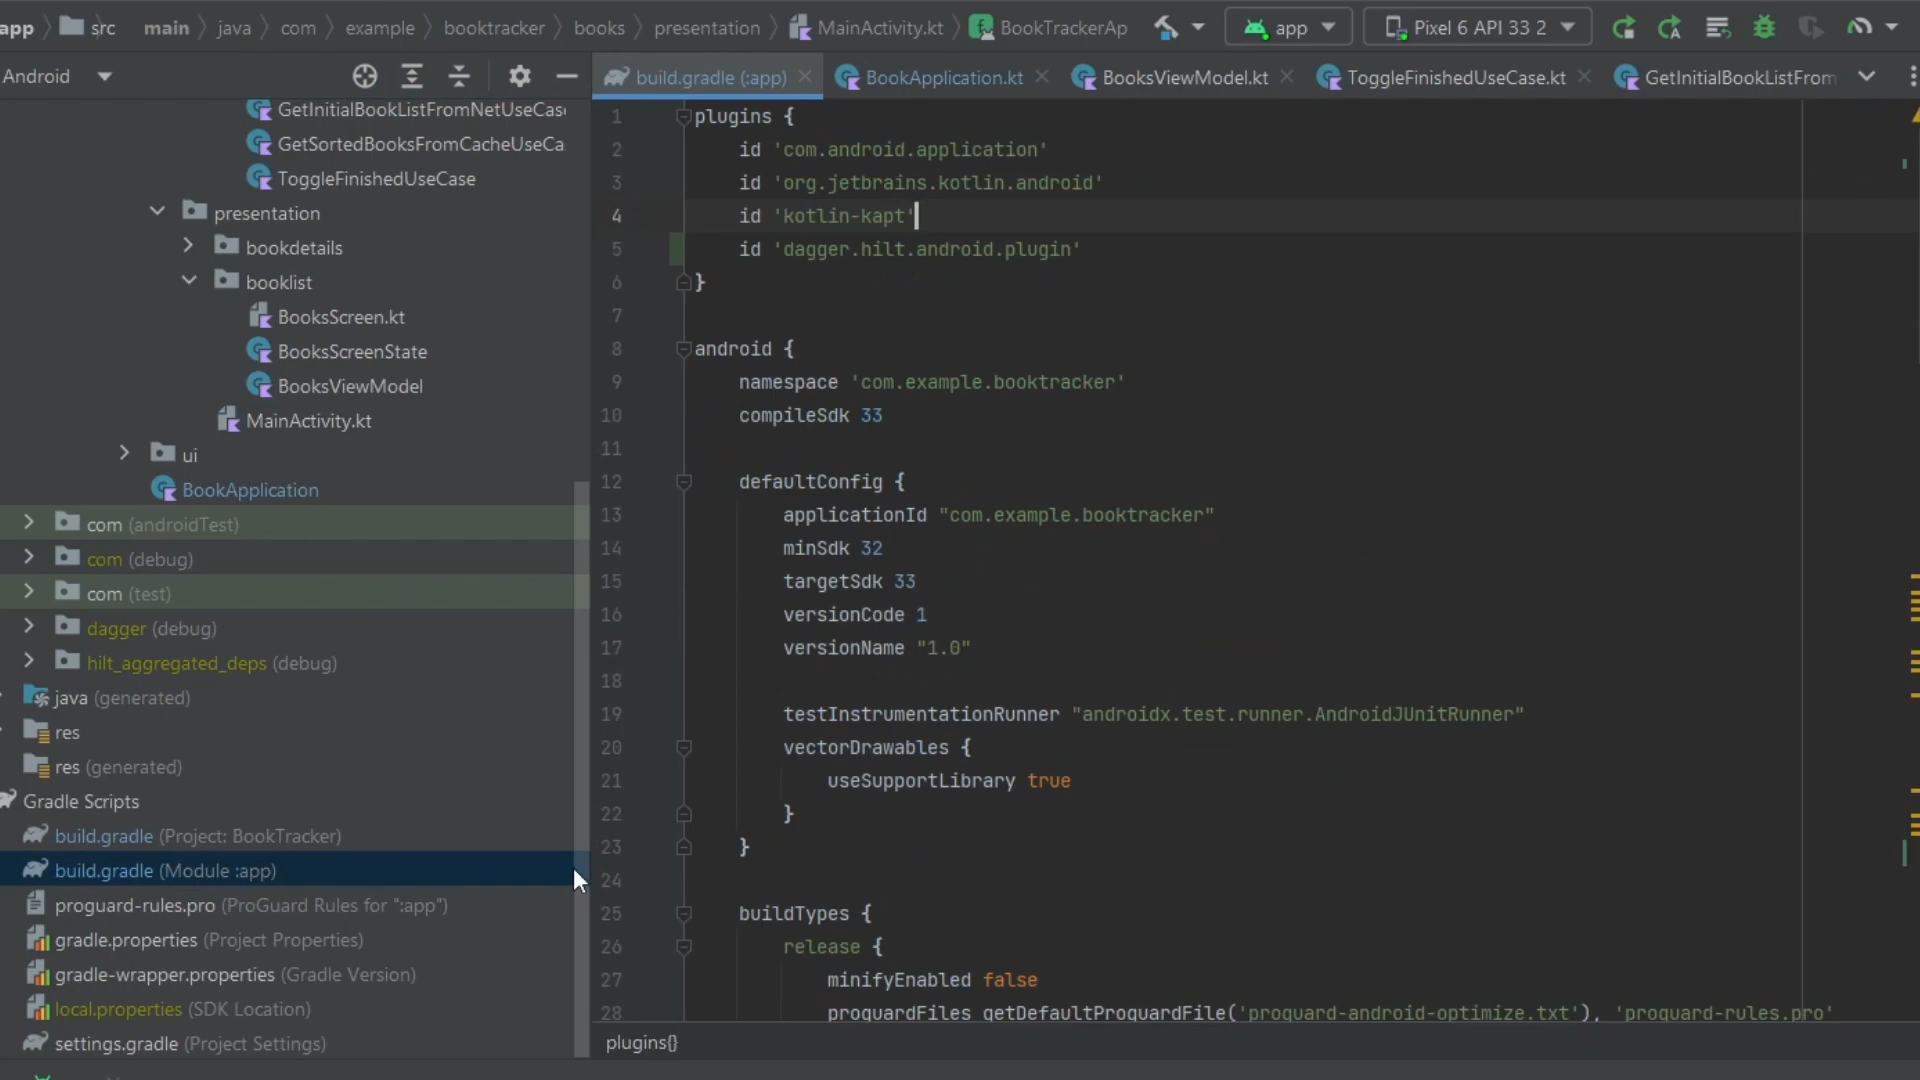 app src main java com example booktracker books presentation MainActivity.kt BookTrackerAp app Pixel 6 API 33 2
Android
build.gradle (:app) BookApplication.kt BooksViewModel.kt ToggleFinishedUseCase.kt GetInitialBookListFrom
GetInitialBookListFromNetUseCase
GetSortedBooksFromCacheUseCa
ToggleFinishedUseCase
presentation
bookdetails
booklist
BooksScreen.kt
BooksScreenState
BooksViewModel
MainActivity.kt
ui
BookApplication
com (androidTest)
com (debug)
com (test)
dagger (debug)
hilt_aggregated_deps (debug)
java (generated)
res
res (generated)
Gradle Scripts
build.gradle (Project: BookTracker)
build.gradle (Module :app)
proguard-rules.pro (ProGuard Rules for ":app")
gradle.properties (Project Properties)
gradle-wrapper.properties (Gradle Version)
local.properties (SDK Location)
settings.gradle (Project Settings)
1 plugins {
2 id 'com.android.application'
3 id 'org.jetbrains.kotlin.android'
4 id 'kotlin-kapt'
5 id 'dagger.hilt.android.plugin'
6 }
7
8 android {
9 namespace 'com.example.booktracker'
10 compileSdk 33
11
12 defaultConfig {
13 applicationId "com.example.booktracker"
14 minSdk 32
15 targetSdk 33
16 versionCode 1
17 versionName "1.0"
18
19 testInstrumentationRunner "androidx.test.runner.AndroidJUnitRunner"
20 vectorDrawables {
21 useSupportLibrary true
22 }
23 }
24
25 buildTypes {
26 release {
27 minifyEnabled false
28 proguardFiles getDefaultProguardFile('proguard-android-optimize.txt'), 'proguard-rules.pro'
plugins{}